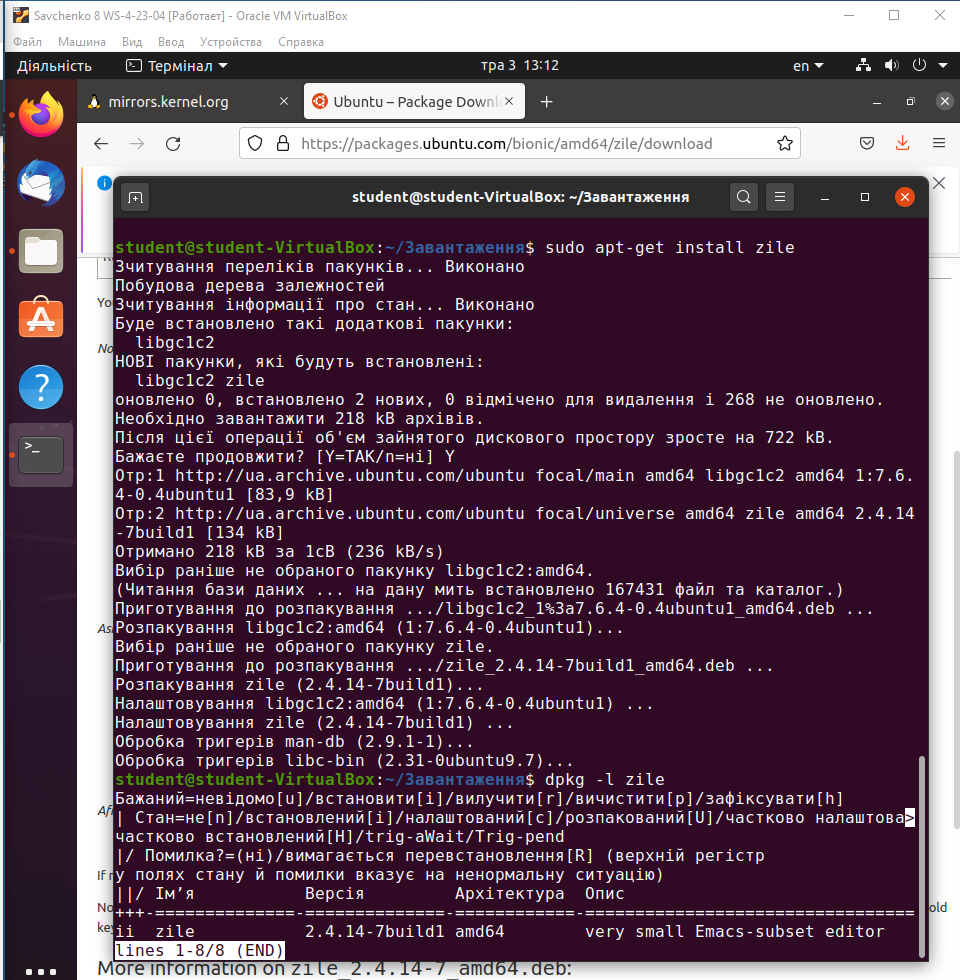 Savchenko 8 WS-4-23-04 [Работает] - Oracle VM VirtualBox
Файл Машина Вид Ввод Устройства Справка
Діяльність Термінал тра 3 13:12 en
mirrors.kernel.org Ubuntu – Package Downl
https://packages.ubuntu.com/bionic/amd64/zile/download
student@student-VirtualBox: ~/Завантаження
student@student-VirtualBox:~/Завантаження$ sudo apt-get install zile
Зчитування переліків пакунків... Виконано
Побудова дерева залежностей
Зчитування інформації про стан... Виконано
Буде встановлено такі додаткові пакунки:
libgc1c2
НОВІ пакунки, які будуть встановлені:
libgc1c2 zile
оновлено 0, встановлено 2 нових, 0 відмічено для видалення і 268 не оновлено.
Необхідно завантажити 218 kB архівів.
Після цієї операції об'єм зайнятого дискового простору зросте на 722 kB.
Бажаєте продовжити? [Y=ТАК/n=ні] Y
Отр:1 http://ua.archive.ubuntu.com/ubuntu focal/main amd64 libgc1c2 amd64 1:7.6.
4-0.4ubuntu1 [83,9 kB]
Отр:2 http://ua.archive.ubuntu.com/ubuntu focal/universe amd64 zile amd64 2.4.14
-7build1 [134 kB]
Отримано 218 kB за 1сВ (236 kB/s)
Вибір раніше не обраного пакунку libgc1c2:amd64.
(Читання бази даних ... на дану мить встановлено 167431 файл та каталог.)
Приготування до розпакування .../libgc1c2_1%3a7.6.4-0.4ubuntu1_amd64.deb ...
Розпакування libgc1c2:amd64 (1:7.6.4-0.4ubuntu1)...
Вибір раніше не обраного пакунку zile.
Приготування до розпакування .../zile_2.4.14-7build1_amd64.deb ...
Розпакування zile (2.4.14-7build1)...
Налаштовування libgc1c2:amd64 (1:7.6.4-0.4ubuntu1) ...
Налаштовування zile (2.4.14-7build1) ...
Обробка тригерів man-db (2.9.1-1)...
Обробка тригерів libc-bin (2.31-0ubuntu9.7)...
student@student-VirtualBox:~/Завантаження$ dpkg -l zile
Бажаний=невідомо[u]/встановити[i]/вилучити[r]/вичистити[p]/зафіксувати[h]
| Стан=не[n]/встановлений[i]/налаштований[c]/розпакований[U]/частково налаштова>
частково встановлений[H]/trig-aWait/Trig-pend
|/ Помилка?=(ні)/вимагається перевстановлення[R] (верхній регістр
у полях стану й помилки вказує на ненормальну ситуацію)
||/ Ім’я Версія Архітектура Опис
+++-==============-==============-============-=================================
ii zile 2.4.14-7build1 amd64 very small Emacs-subset editor
lines 1-8/8 (END)
old
More information on zile_2.4.14-7_amd64.deb: